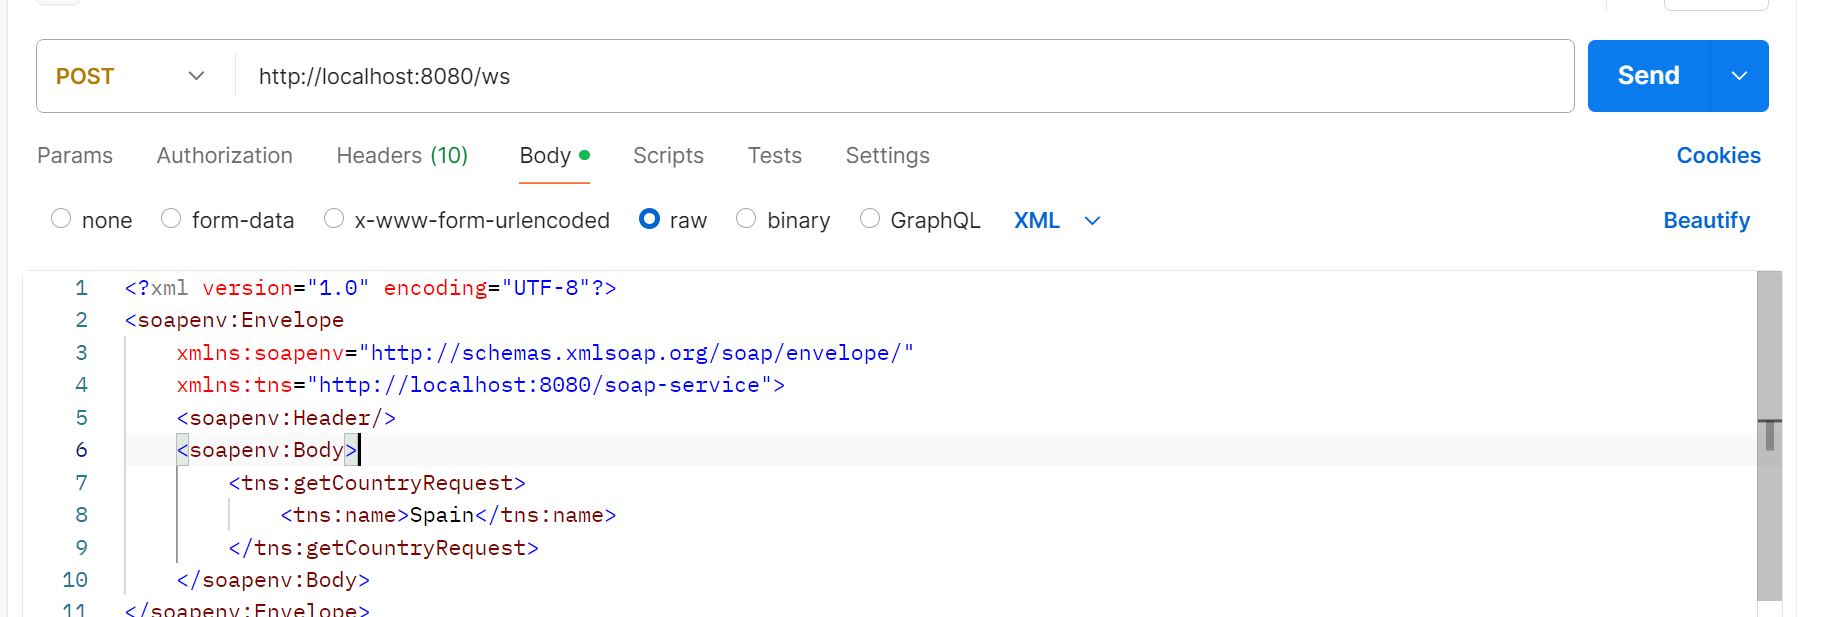 POST http://localhost:8080/ws Send
Params Authorization Headers (10) Body Scripts Tests Settings Cookies
none form-data x-www-form-urlencoded raw binary GraphQL XML Beautify
1 <?xml version="1.0" encoding="UTF-8"?>
2 <soapenv:Envelope
3 xmlns:soapenv="http://schemas.xmlsoap.org/soap/envelope/"
4 xmlns:tns="http://localhost:8080/soap-service">
5 <soapenv:Header/>
6 <soapenv:Body>
7 <tns:getCountryRequest>
8 <tns:name>Spain</tns:name>
9 </tns:getCountryRequest>
10 </soapenv:Body>
11 </soapenv:Envelope>